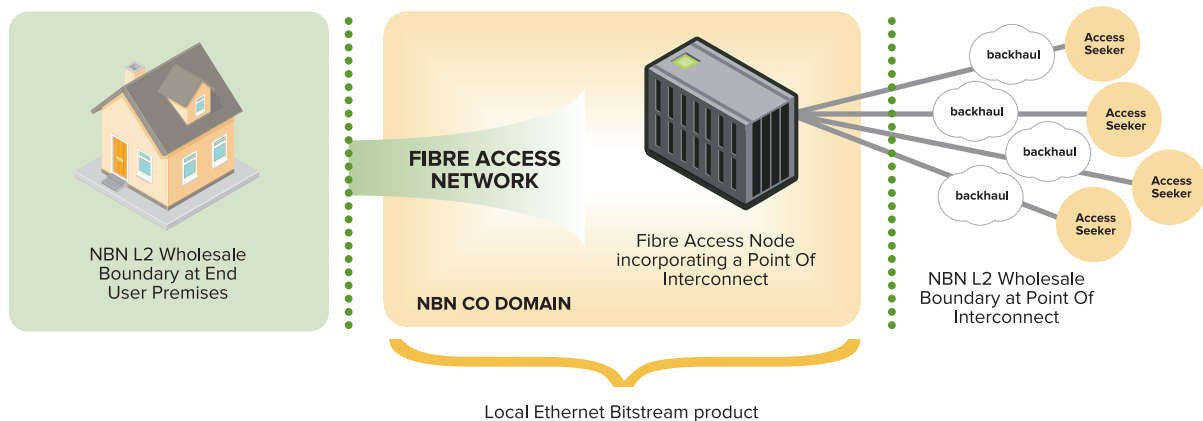 NBN L2 Wholesale
Boundary at End
User Premises
FIBRE ACCESS
NETWORK
Fibre Access Node
incorporating a Point Of
Interconnect
NBN CO DOMAIN
backhaul
Access
Seeker
backhaul
Access
Seeker
backhaul
Access
Seeker
backhaul
Access
Seeker
NBN L2 Wholesale
Boundary at Point Of
Interconnect
Local Ethernet Bitstream product